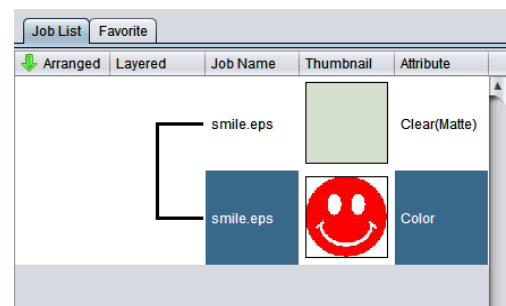 Job List Favorite
Arranged Layered Job Name Thumbnail Attribute
smile.eps Clear(Matte)
smile.eps Color